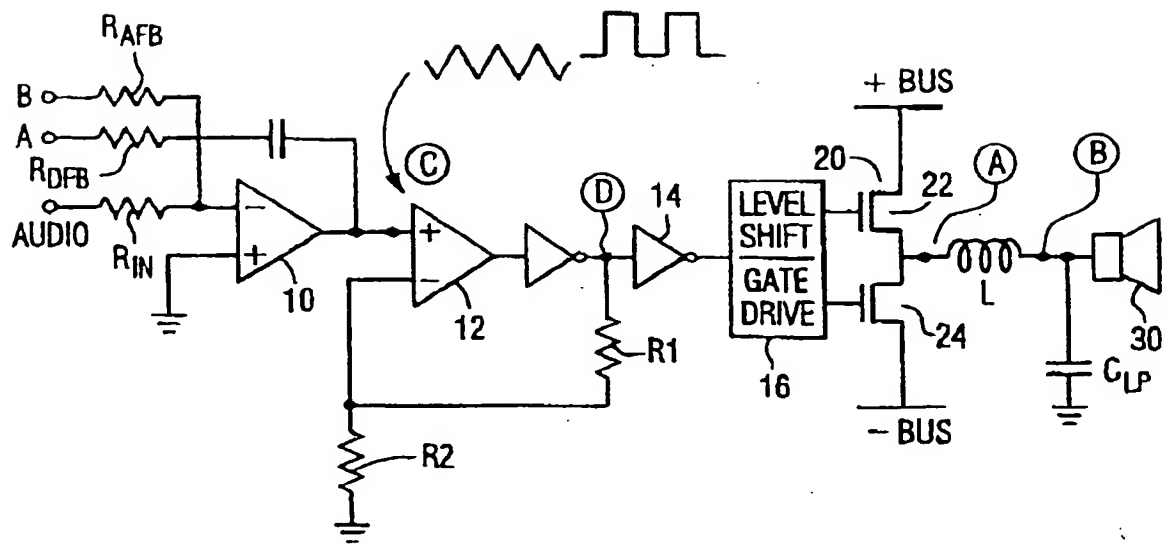 R_AFB
B
A
R_DFB
AUDIO
R_IN
−
+
10
C
+
−
12
D
14
R1
R2
LEVEL
SHIFT
GATE
DRIVE
16
+ BUS
20
22
A
B
L
24
30
C_LP
− BUS